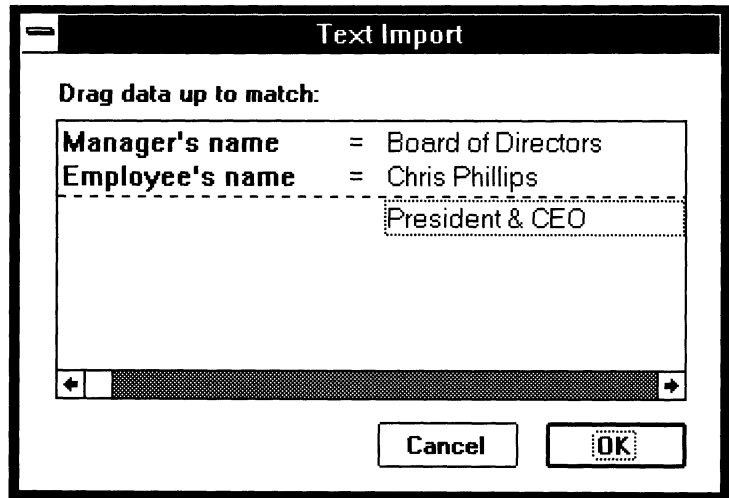 Text Import
Drag data up to match:
Manager's name = Board of Directors
Employee's name = Chris Phillips
President & CEO
Cancel OK